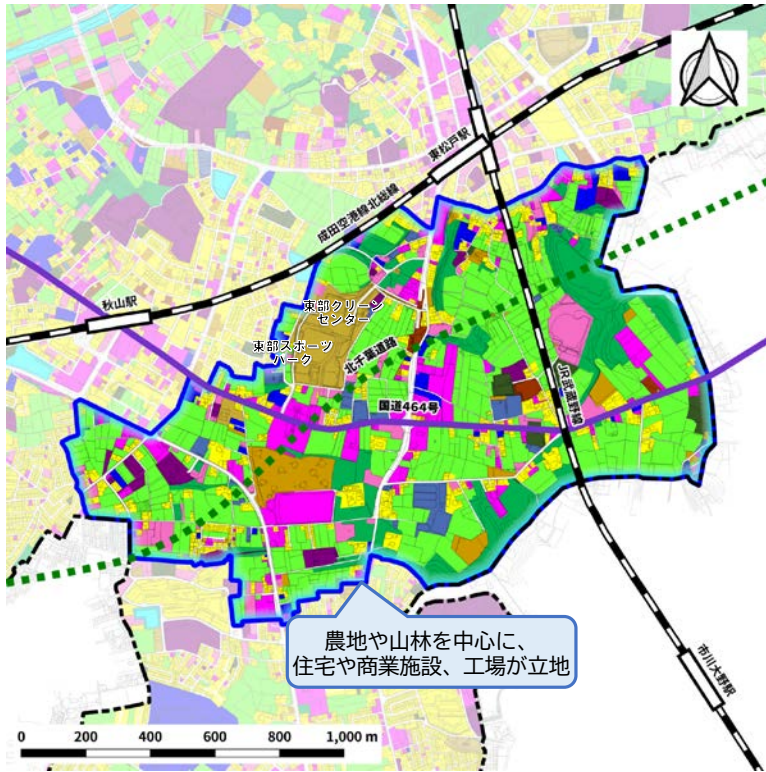 東松戸駅
成田空港線北総線
秋山駅
東部クリーン
センター
東部スポーツ
パーク
北千葉道路
国道464号
JR武蔵野線
農地や山林を中心に、
住宅や商業施設、工場が立地
市川大野駅
0 200 400 600 800 1,000 m